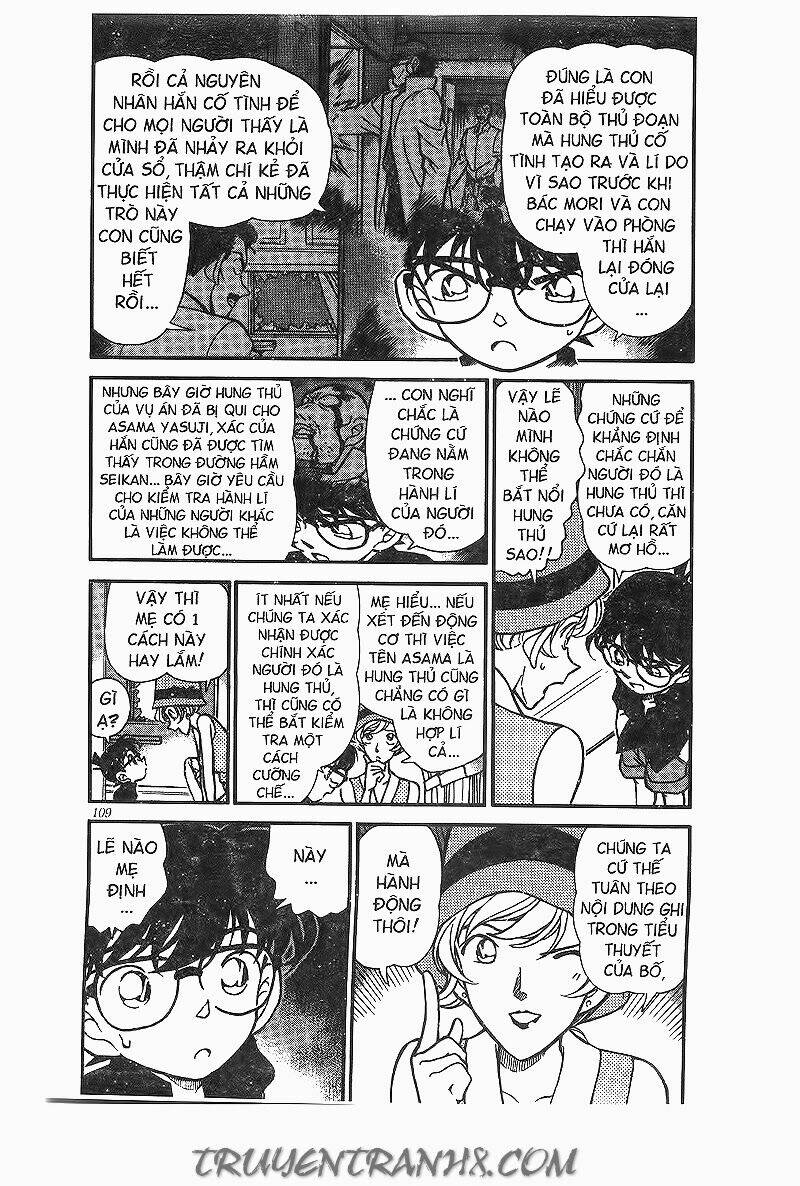 ĐÚNG LÀ CON
ĐÃ HIỂU ĐƯỢC
TOÀN BỘ THỦ ĐOẠN
MÀ HUNG THỦ CỐ
TÌNH TẠO RA VÀ LÍ DO
VÌ SAO TRƯỚC KHI
BÁC MORI VÀ CON
CHẠY VÀO PHÒNG
THÌ HẮN
LẠI ĐÓNG
CỬA LẠI
...
RỒI CẢ NGUYÊN
NHÂN HẮN CỐ TÌNH ĐỂ
CHO MỌI NGƯỜI THẤY LÀ
MÌNH ĐÃ NHẢY RA KHỎI
CỬA SỔ, THẬM CHÍ KẺ ĐÃ
THỰC HIỆN TẤT CẢ NHỮNG
TRÒ NÀY
CON CŨNG
BIẾT
HẾT
RỒI...
NHỮNG
CHỨNG CỨ ĐỂ
KHẲNG ĐỊNH
CHẮC CHẮN
NGƯỜI ĐÓ LÀ
HUNG THỦ THÌ
CHƯA CÓ, CĂN
CỨ LẠI RẤT
MƠ HỒ...
VẬY LẼ
NÀO
MÌNH
KHÔNG
THỂ
BẮT NỔI
HUNG
THỦ
SAO!!
... CON NGHĨ
CHẮC LÀ
CHỨNG CỨ
ĐANG NẰM
TRONG
HÀNH LÍ
CỦA NGƯỜI
ĐÓ...
NHƯNG BÂY GIỜ HUNG THỦ
CỦA VỤ ÁN ĐÃ BỊ QUI CHO
ASAMA YASUJI, XÁC CỦA
HẮN CŨNG ĐÃ ĐƯỢC TÌM
THẤY TRONG ĐƯỜNG HẦM
SEIKAN... BÂY GIỜ YÊU CẦU
CHO KIỂM TRA HÀNH LÍ
CỦA NHỮNG NGƯỜI KHÁC
LÀ VIỆC KHÔNG THỂ
LÀM ĐƯỢC...
MẸ HIỂU... NẾU
XÉT ĐẾN ĐỘNG
CƠ THÌ VIỆC
TÊN ASAMA LÀ
HUNG THỦ CŨNG
CHẲNG CÓ GÌ
LÀ KHÔNG
HỢP LÍ
CẢ...
ÍT NHẤT NẾU
CHÚNG TA XÁC
NHẬN ĐƯỢC
CHÍNH XÁC
NGƯỜI ĐÓ LÀ
HUNG THỦ,
THÌ CŨNG CÓ
THỂ BẮT KIỂM
TRA MỘT
CÁCH
CƯỠNG
CHẾ...
VẬY THÌ
MẸ CÓ 1
CÁCH NÀY
HAY LẮM!
GÌ
Ạ?
109
CHÚNG TA
CỨ THẾ
TUÂN THEO
NỘI DUNG GHI
TRONG TIỂU
THUYẾT
CỦA BỐ,
MÀ
HÀNH
ĐỘNG
THÔI!
NÀY
...
LẼ NÀO
MẸ
ĐỊNH
...
TRUYENTRANH8.COM